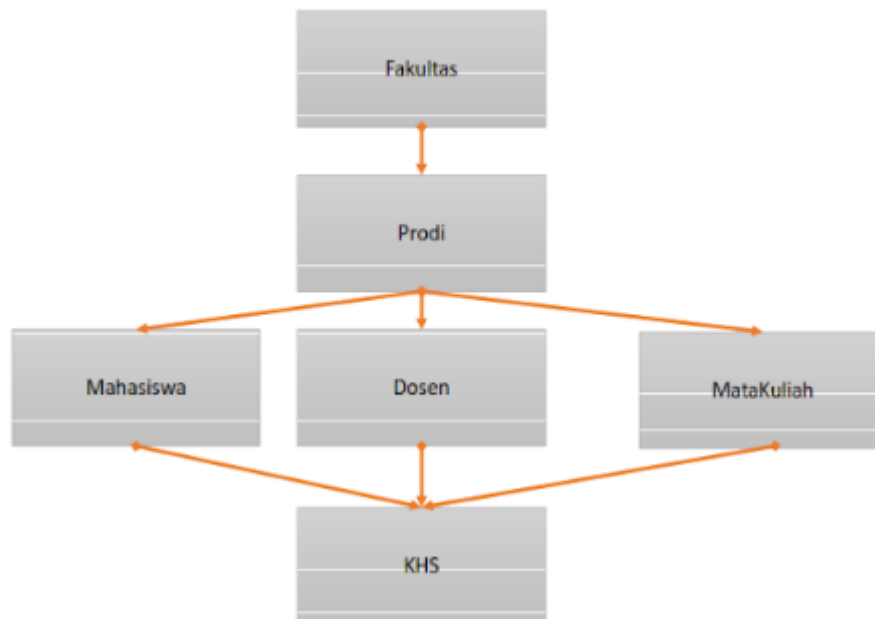 Fakultas
Prodi
Mahasiswa
Dosen
MataKuliah
KHS